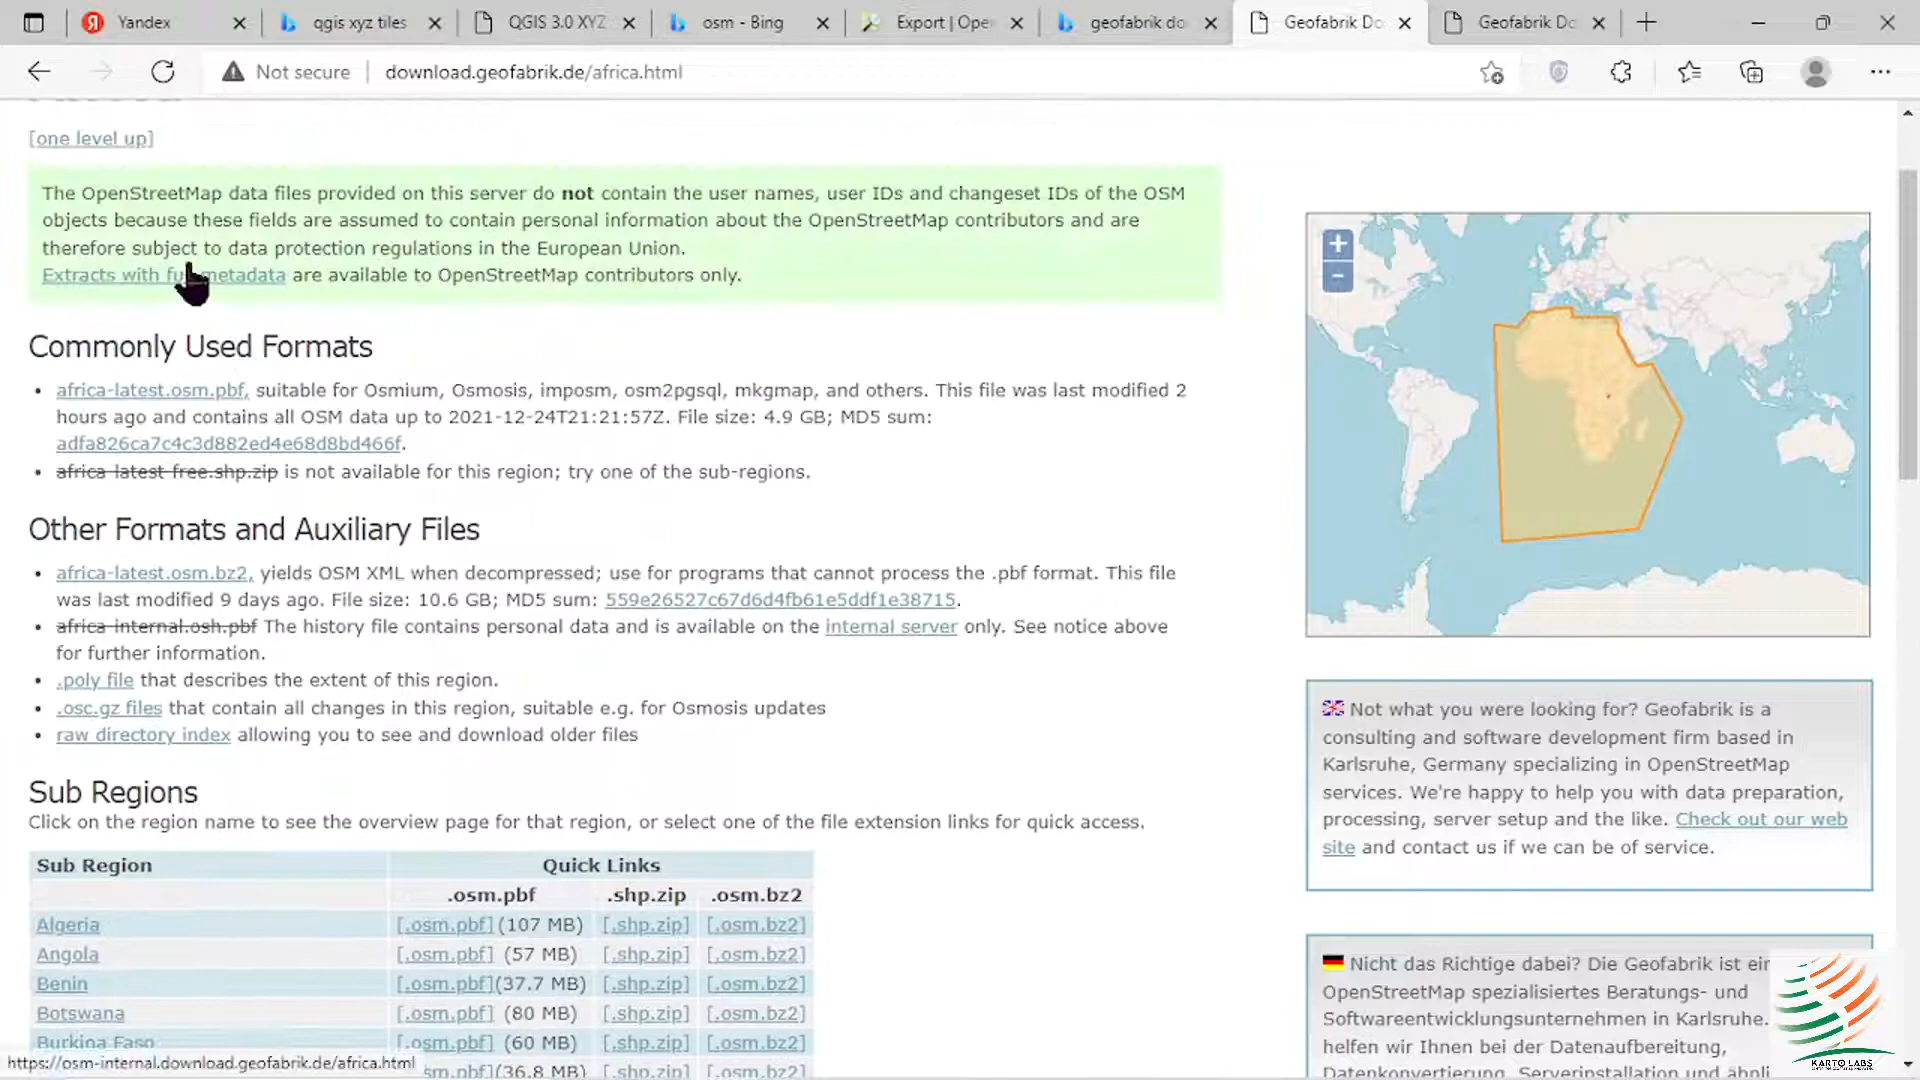 Yandex
qgis xyz tiles
QGIS 3.0 XYZ
osm - Bing
Export | Ope
geofabrik do
Geofabrik Do
Geofabrik Do
Not secure
download.geofabrik.de/africa.html
[one level up]
The OpenStreetMap data files provided on this server do not contain the user names, user IDs and changeset IDs of the OSM
objects because these fields are assumed to contain personal information about the OpenStreetMap contributors and are
therefore subject to data protection regulations in the European Union.
Extracts with full metadata are available to OpenStreetMap contributors only.
Commonly Used Formats
africa-latest.osm.pbf, suitable for Osmium, Osmosis, imposm, osm2pgsql, mkgmap, and others. This file was last modified 2
hours ago and contains all OSM data up to 2021-12-24T21:21:57Z. File size: 4.9 GB; MD5 sum:
adfa826ca7c4c3d882ed4e68d8bd466f.
africa-latest-free.shp.zip is not available for this region; try one of the sub-regions.
Other Formats and Auxiliary Files
africa-latest.osm.bz2, yields OSM XML when decompressed; use for programs that cannot process the .pbf format. This file
was last modified 9 days ago. File size: 10.6 GB; MD5 sum: 559e26527c67d6d4fb61e5ddf1e38715.
africa-internal.osh.pbf The history file contains personal data and is available on the internal server only. See notice above
for further information.
.poly file that describes the extent of this region.
.osc.gz files that contain all changes in this region, suitable e.g. for Osmosis updates
raw directory index allowing you to see and download older files
Sub Regions
Click on the region name to see the overview page for that region, or select one of the file extension links for quick access.
Sub Region Quick Links
.osm.pbf .shp.zip .osm.bz2
Algeria [.osm.pbf] (107 MB) [.shp.zip] [.osm.bz2]
Angola [.osm.pbf] (57 MB) [.shp.zip] [.osm.bz2]
Benin [.osm.pbf] (37.7 MB) [.shp.zip] [.osm.bz2]
Botswana [.osm.pbf] (80 MB) [.shp.zip] [.osm.bz2]
Burkina Faso [.osm.pbf] (60 MB) [.shp.zip] [.osm.bz2]
[.osm.pbf] (36.8 MB) [.shp.zip] [.osm.bz2]
https://osm-internal.download.geofabrik.de/africa.html
+
-
Not what you were looking for? Geofabrik is a
consulting and software development firm based in
Karlsruhe, Germany specializing in OpenStreetMap
services. We're happy to help you with data preparation,
processing, server setup and the like. Check out our web
site and contact us if we can be of service.
Nicht das Richtige dabei? Die Geofabrik ist ein
OpenStreetMap spezialisiertes Beratungs- und
Softwareentwicklungsunternehmen in Karlsruhe.
helfen wir Ihnen bei der Datenaufbereitung,
Datenkonvertierung, Serverinstallation und ähnli
KARTO LABS